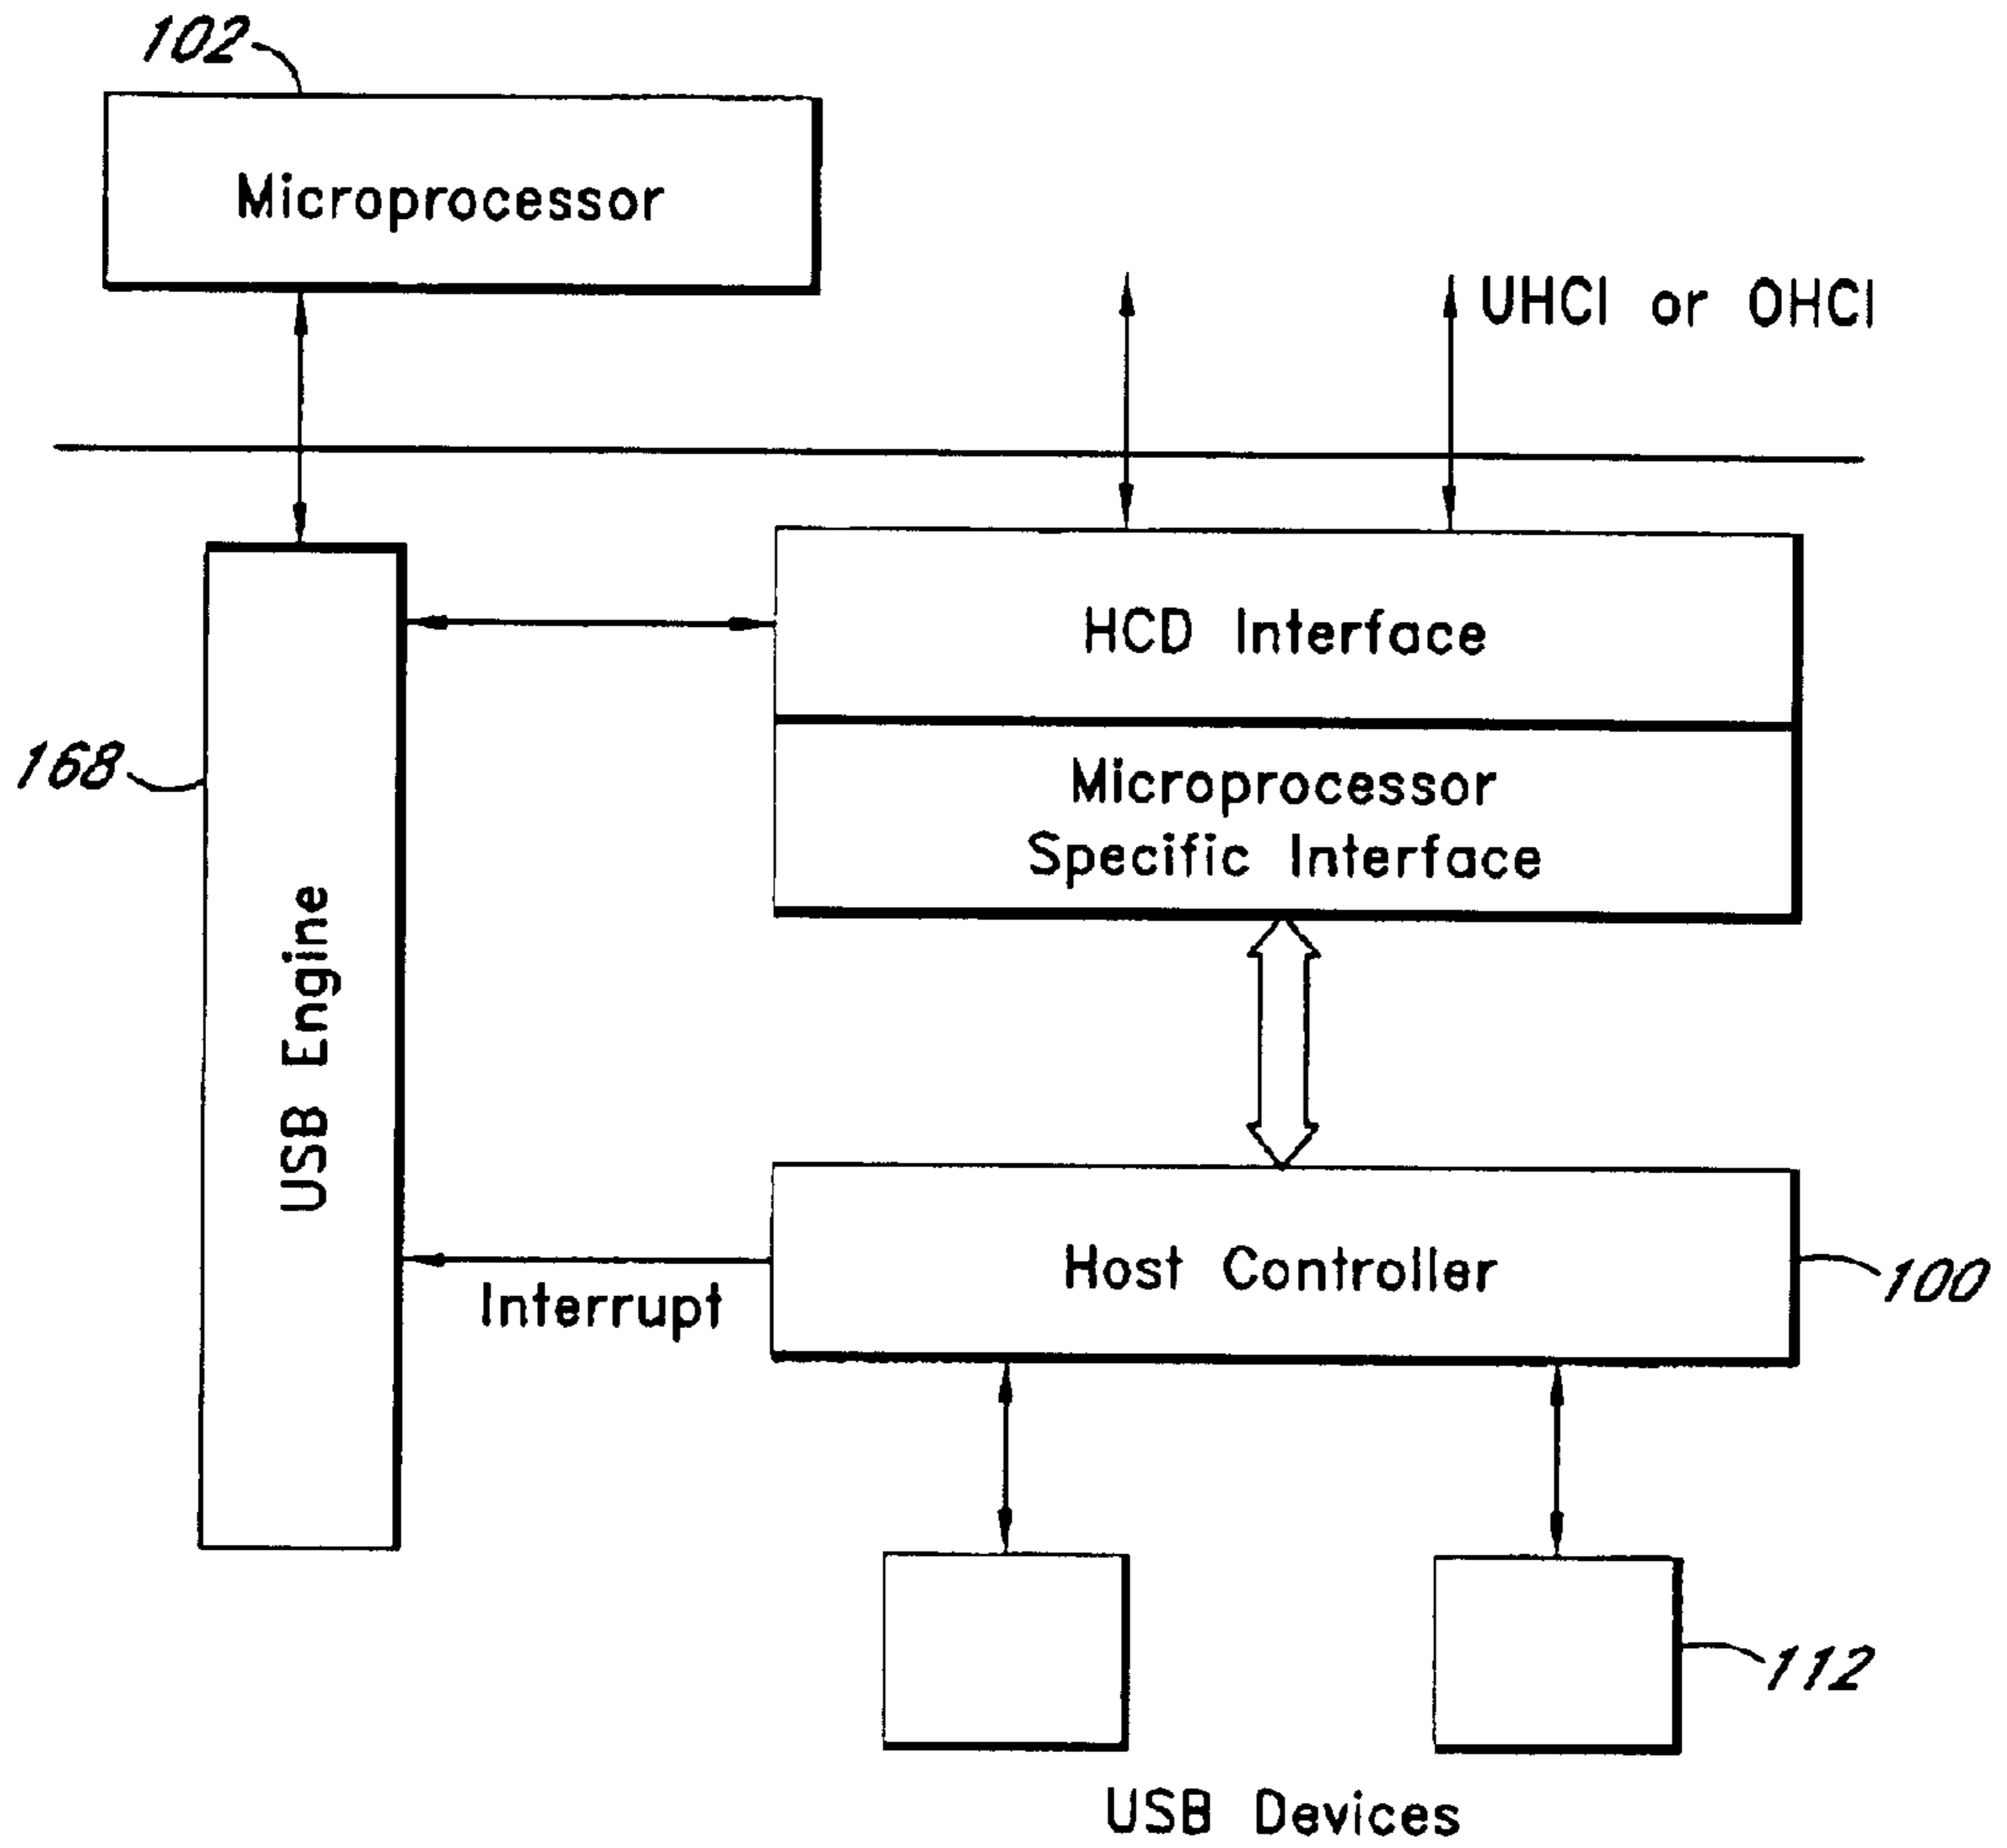 102
Microprocessor
UHCI or OHCI
HCD Interface
168
Microprocessor
Specific Interface
USB Engine
Host Controller
100
Interrupt
112
USB Devices